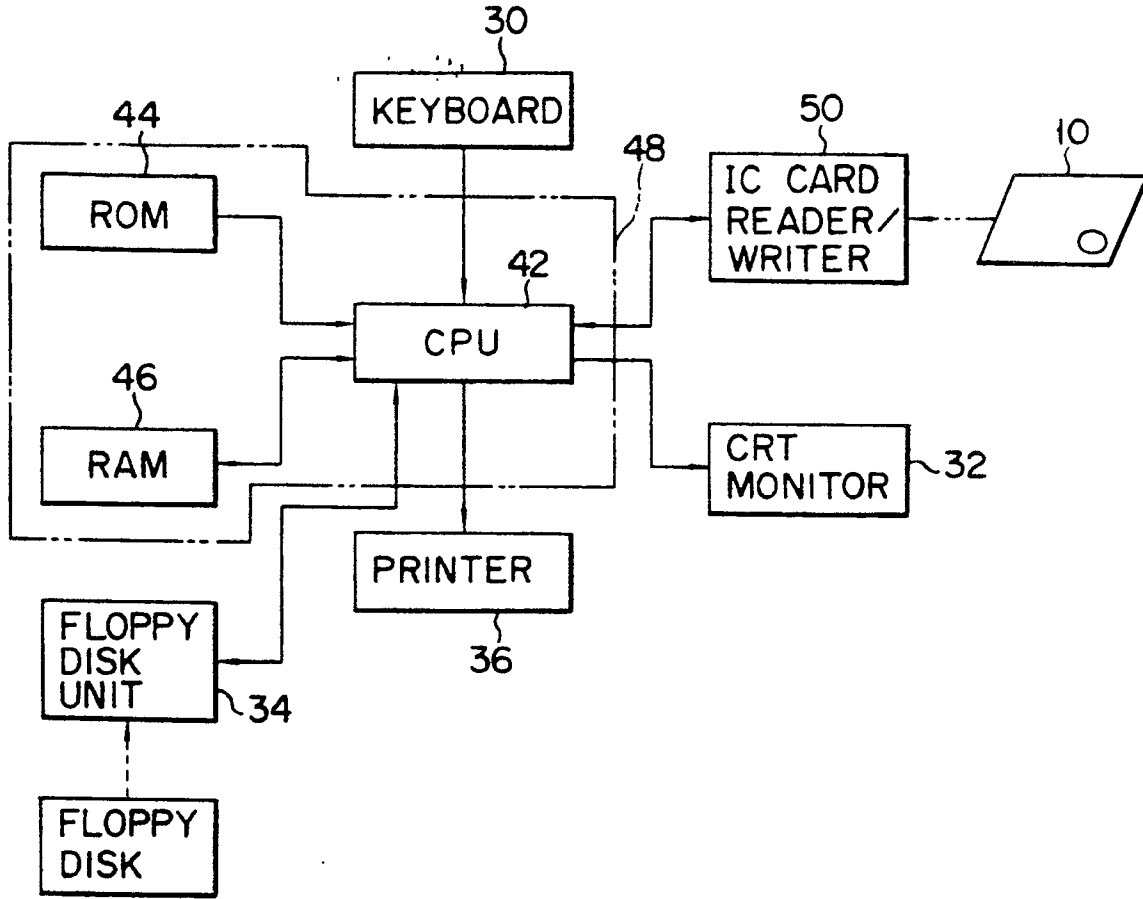 30
KEYBOARD
44
ROM
48
50
IC CARD
READER/
WRITER
10
42
CPU
46
RAM
CRT
MONITOR
32
PRINTER
36
FLOPPY
DISK
UNIT
34
FLOPPY
DISK